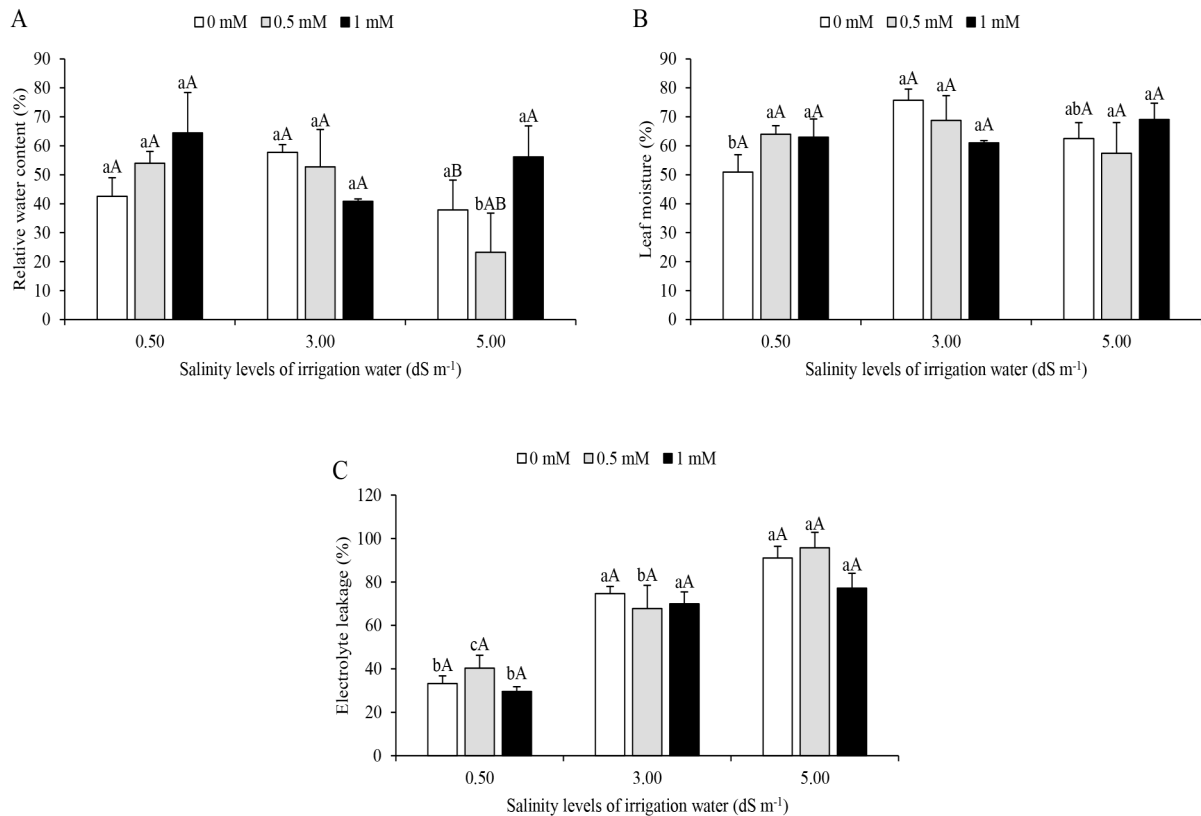 A
0 mM 0.5 mM 1 mM
Relative water content (%)
90
80
70
60
50
40
30
20
10
0
aA aA aA
aA aA aA
aB bAB aA
0.50 3.00 5.00
Salinity levels of irrigation water (dS m⁻¹)
B
0 mM 0.5 mM 1 mM
Leaf moisture (%)
90
80
70
60
50
40
30
20
10
0
bA aA aA
aA aA aA
abA aA aA
0.50 3.00 5.00
Salinity levels of irrigation water (dS m⁻¹)
C
0 mM 0.5 mM 1 mM
Electrolyte leakage (%)
120
100
80
60
40
20
0
bA cA bA
aA bA aA
aA aA aA
0.50 3.00 5.00
Salinity levels of irrigation water (dS m⁻¹)